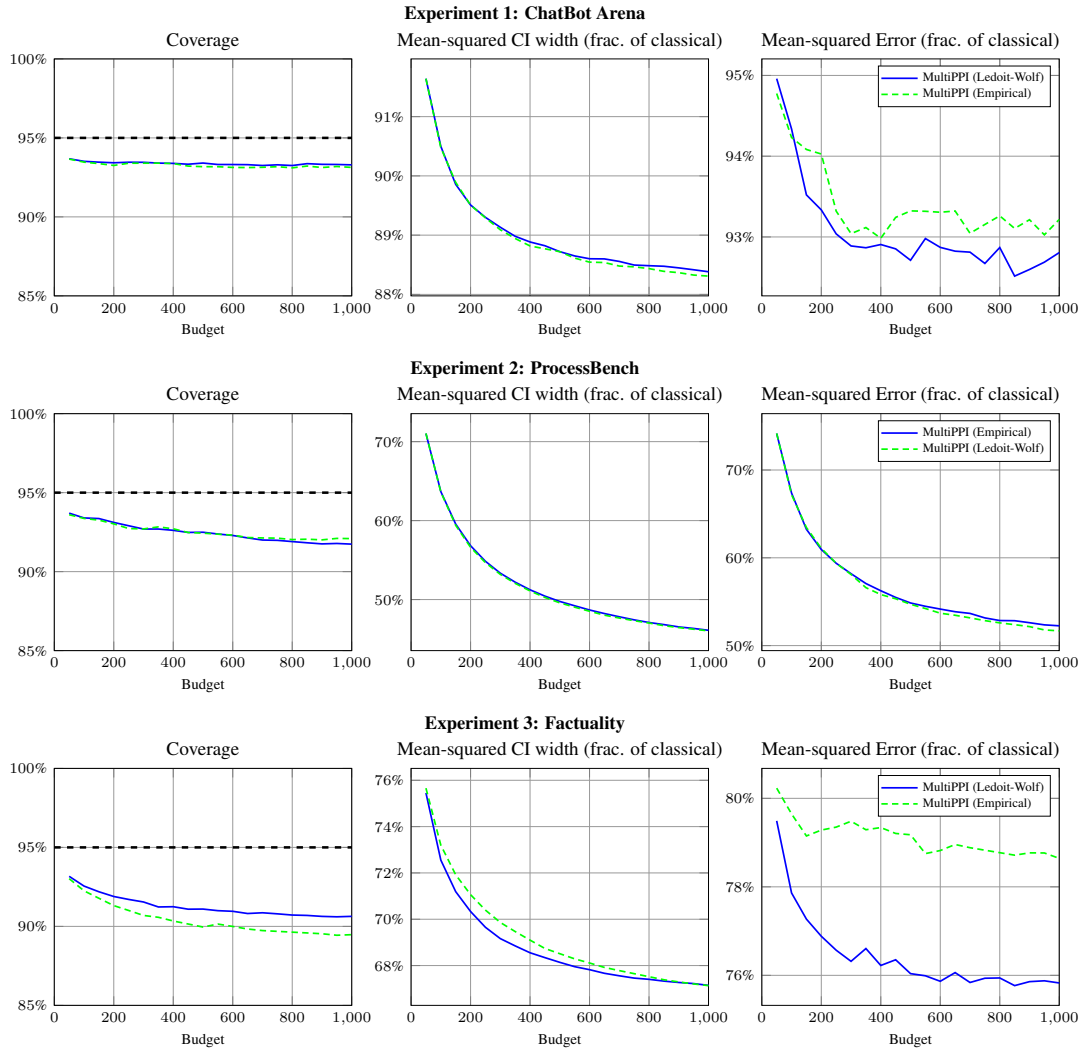 Experiment 1: ChatBot Arena
Coverage
100%
95%
90%
85%
0 200 400 600 800 1,000
Budget
Mean-squared CI width (frac. of classical)
91%
90%
89%
88%
0 200 400 600 800 1,000
Budget
Mean-squared Error (frac. of classical)
MultiPPI (Ledoit-Wolf)
MultiPPI (Empirical)
95%
94%
93%
0 200 400 600 800 1,000
Budget
Experiment 2: ProcessBench
Coverage
100%
95%
90%
85%
0 200 400 600 800 1,000
Budget
Mean-squared CI width (frac. of classical)
70%
60%
50%
0 200 400 600 800 1,000
Budget
Mean-squared Error (frac. of classical)
MultiPPI (Empirical)
MultiPPI (Ledoit-Wolf)
70%
60%
50%
0 200 400 600 800 1,000
Budget
Experiment 3: Factuality
Coverage
100%
95%
90%
85%
0 200 400 600 800 1,000
Budget
Mean-squared CI width (frac. of classical)
76%
74%
72%
70%
68%
0 200 400 600 800 1,000
Budget
Mean-squared Error (frac. of classical)
MultiPPI (Ledoit-Wolf)
MultiPPI (Empirical)
80%
78%
76%
0 200 400 600 800 1,000
Budget